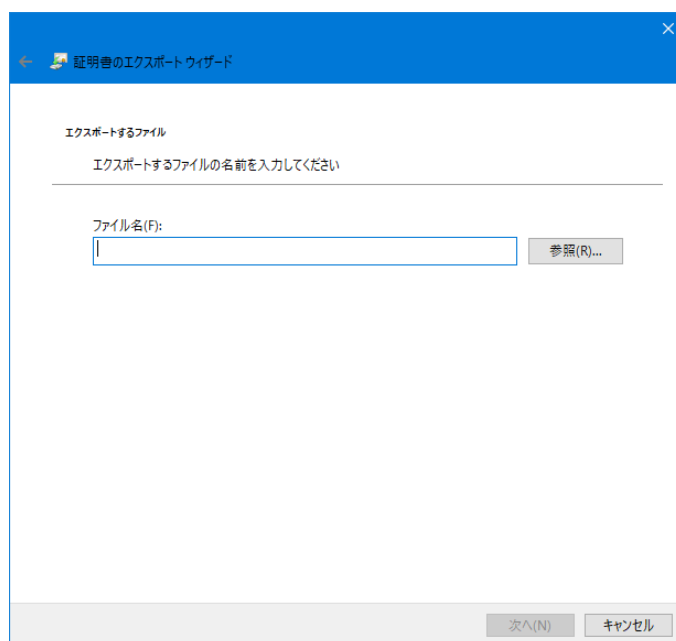 証明書のエクスポート ウィザード
エクスポートするファイル
エクスポートするファイルの名前を入力してください
ファイル名(F):
参照(R)...
次へ(N)
キャンセル